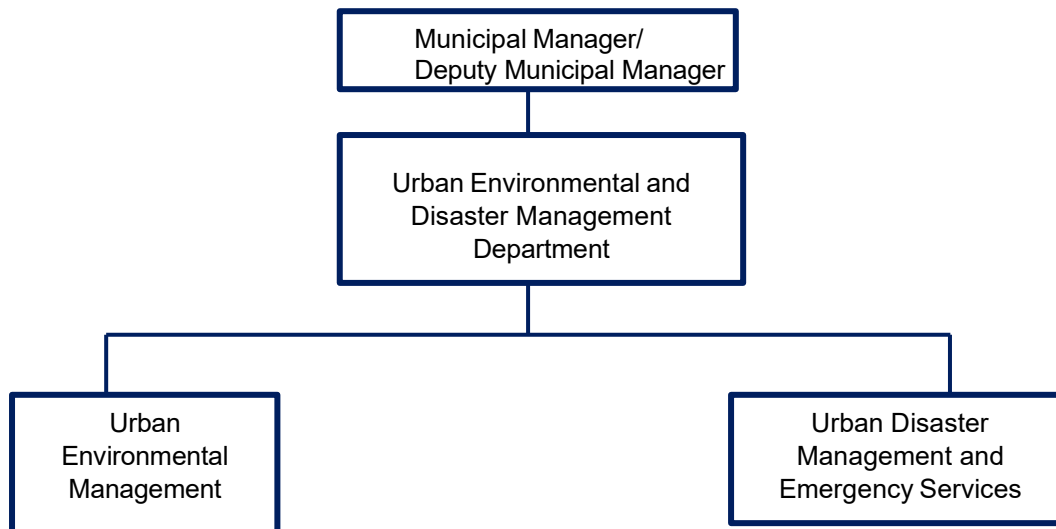 Municipal Manager/
Deputy Municipal Manager
Urban Environmental and
Disaster Management
Department
Urban
Environmental
Management
Urban Disaster
Management and
Emergency Services